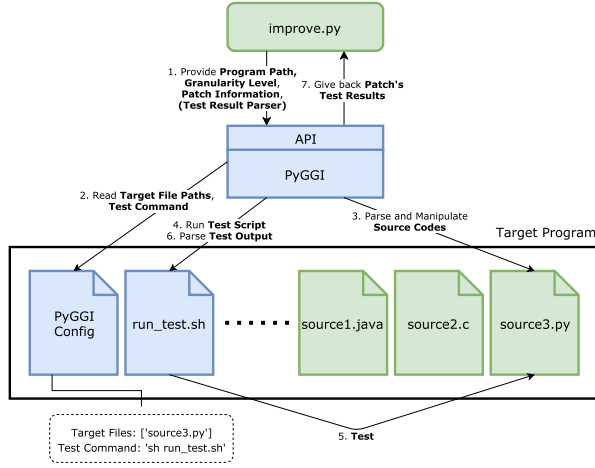 improve.py
1. Provide Program Path,
Granularity Level,
Patch Information,
(Test Result Parser)
7. Give back Patch's
Test Results
API
PyGGI
2. Read Target File Paths,
Test Command
4. Run Test Script
6. Parse Test Output
3. Parse and Manipulate
Source Codes
Target Program
PyGGI
Config
run_test.sh
source1.java
source2.c
source3.py
Target Files: ['source3.py']
Test Command: 'sh run_test.sh'
5. Test